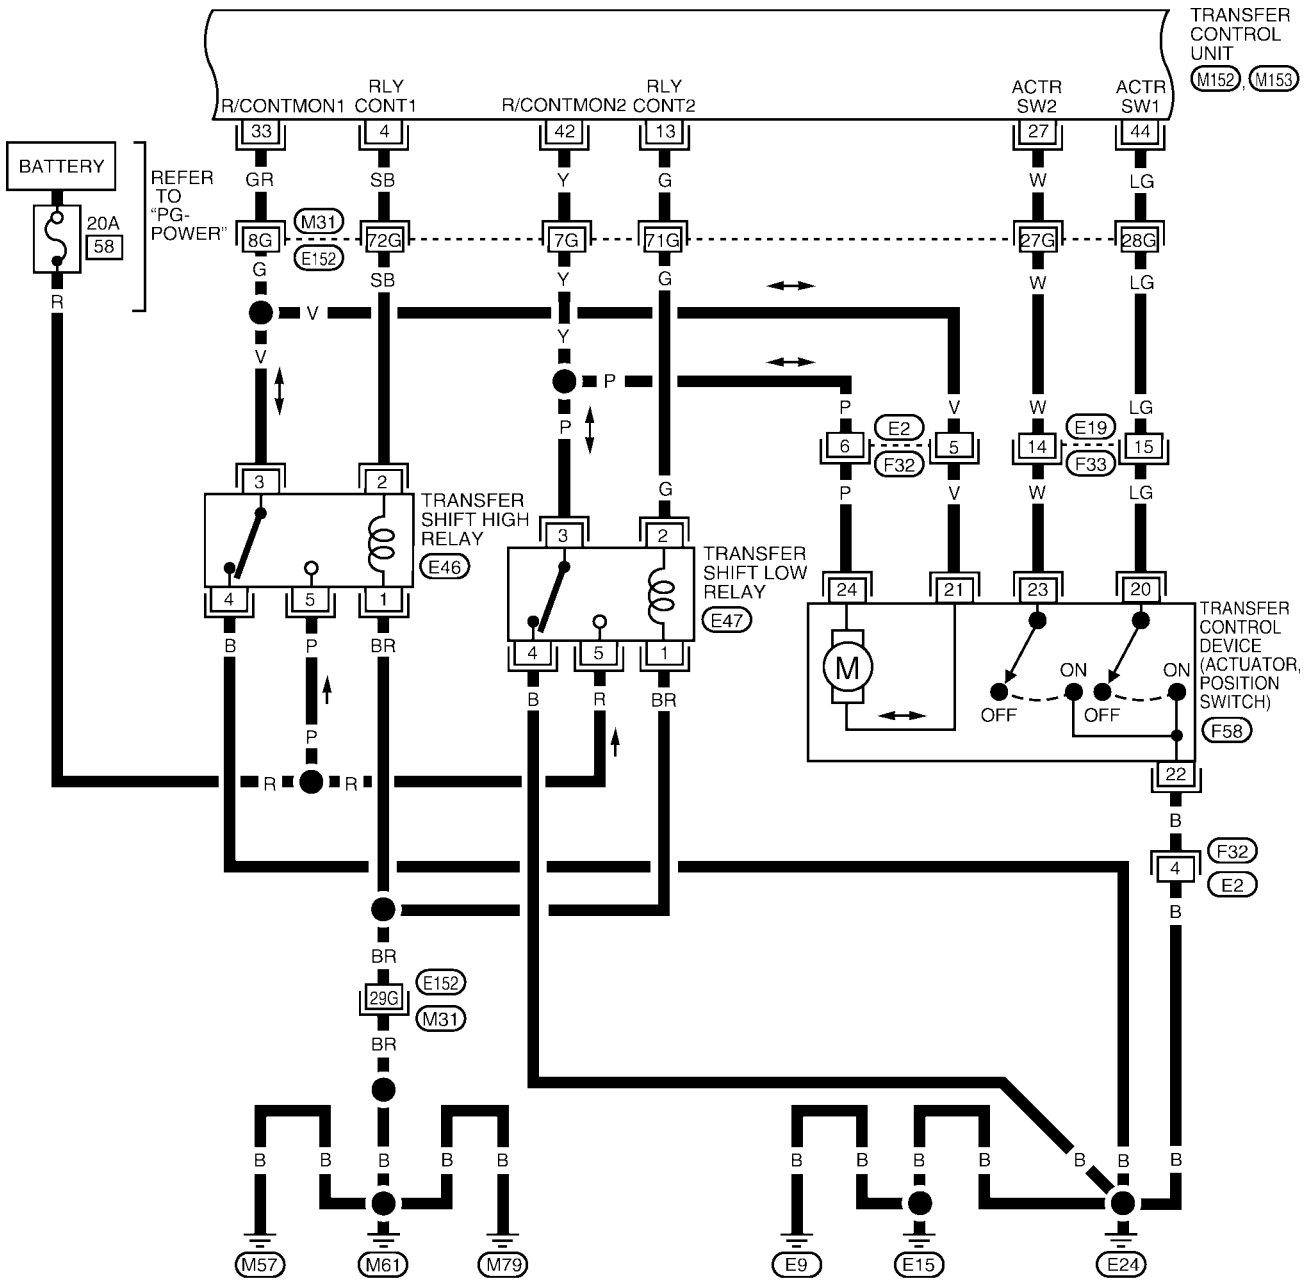 TRANSFER
CONTROL
UNIT
M152, M153
R/CONTMON1
RLY
CONT1
R/CONTMON2
RLY
CONT2
ACTR
SW2
ACTR
SW1
33
4
42
13
27
44
BATTERY
20A
58
REFER
TO
“PG-
POWER”
GR
SB
Y
G
W
LG
8G
M31
E152
72G
7G
71G
27G
28G
G
SB
Y
G
W
LG
R
V
Y
V
P
P
P
V
W
LG
6
E2
F32
5
14
E19
F33
15
P
V
W
LG
G
3
2
TRANSFER
SHIFT HIGH
RELAY
E46
4
5
1
3
2
TRANSFER
SHIFT LOW
RELAY
E47
4
5
1
24
21
23
20
TRANSFER
CONTROL
DEVICE
(ACTUATOR,
POSITION
SWITCH)
F58
M
OFF
ON
OFF
ON
22
B
P
BR
B
R
BR
P
R
R
B
4
F32
E2
B
BR
29G
E152
M31
BR
B
B
B
B
B
B
B
B
B
B
B
B
M57
M61
M79
E9
E15
E24